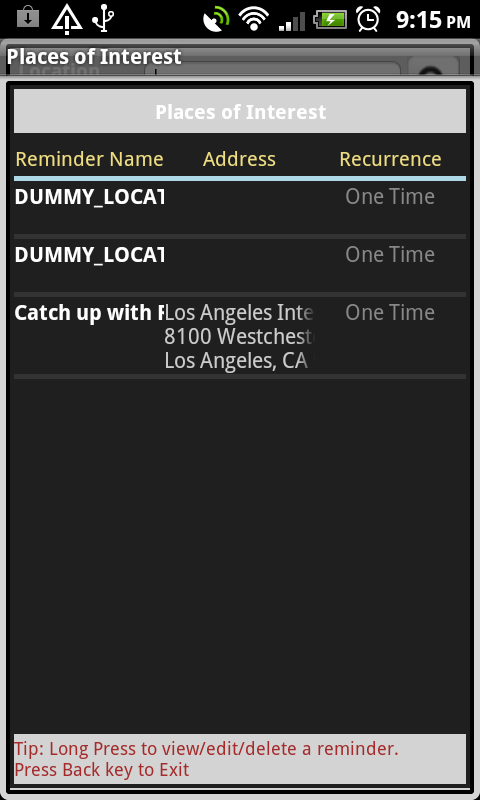 9:15 PM
Places of Interest
Location
Places of Interest
Reminder Name Address Recurrence
DUMMY_LOCAT One Time
DUMMY_LOCAT One Time
Catch up with Los Angeles Inte One Time
8100 Westchest
Los Angeles, CA
Tip: Long Press to view/edit/delete a reminder.
Press Back key to Exit